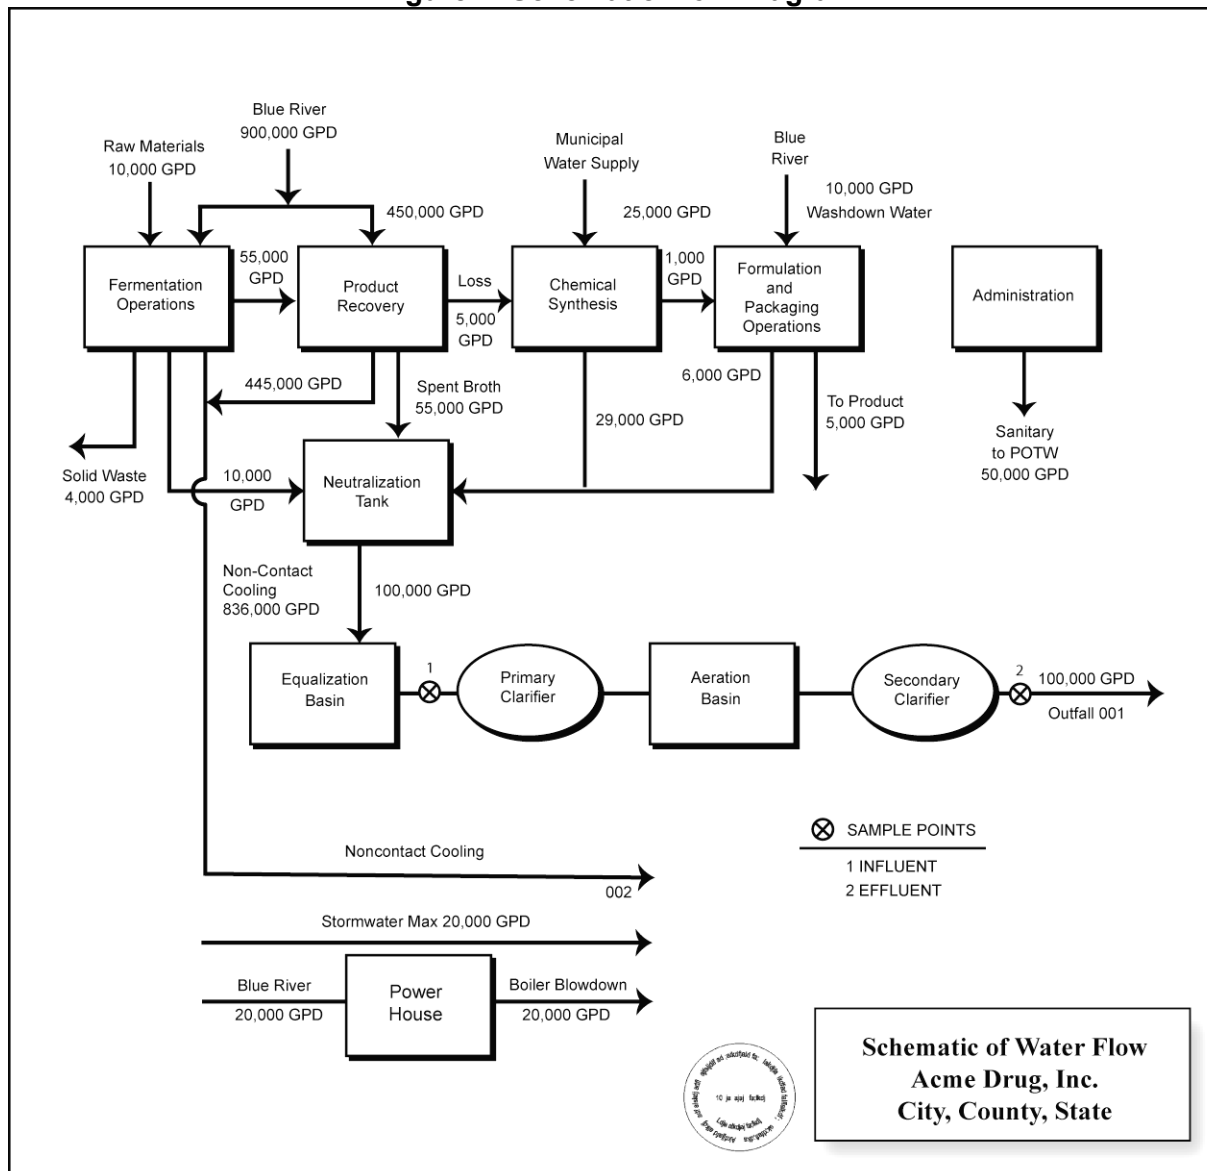 Blue River
900,000 GPD
Raw Materials
10,000 GPD
Municipal
Water Supply
Blue
River
450,000 GPD
25,000 GPD
10,000 GPD
Washdown Water
Fermentation
Operations
55,000
GPD
Product
Recovery
Loss
5,000
GPD
Chemical
Synthesis
1,000
GPD
Formulation
and
Packaging
Operations
Administration
445,000 GPD
Spent Broth
55,000 GPD
29,000 GPD
6,000 GPD
To Product
5,000 GPD
Sanitary
to POTW
50,000 GPD
Solid Waste
4,000 GPD
10,000
GPD
Neutralization
Tank
Non-Contact
Cooling
836,000 GPD
100,000 GPD
Equalization
Basin
1
Primary
Clarifier
Aeration
Basin
Secondary
Clarifier
2
100,000 GPD
Outfall 001
SAMPLE POINTS
1 INFLUENT
2 EFFLUENT
Noncontact Cooling
002
Stormwater Max 20,000 GPD
Blue River
20,000 GPD
Power
House
Boiler Blowdown
20,000 GPD
Schematic of Water Flow
Acme Drug, Inc.
City, County, State